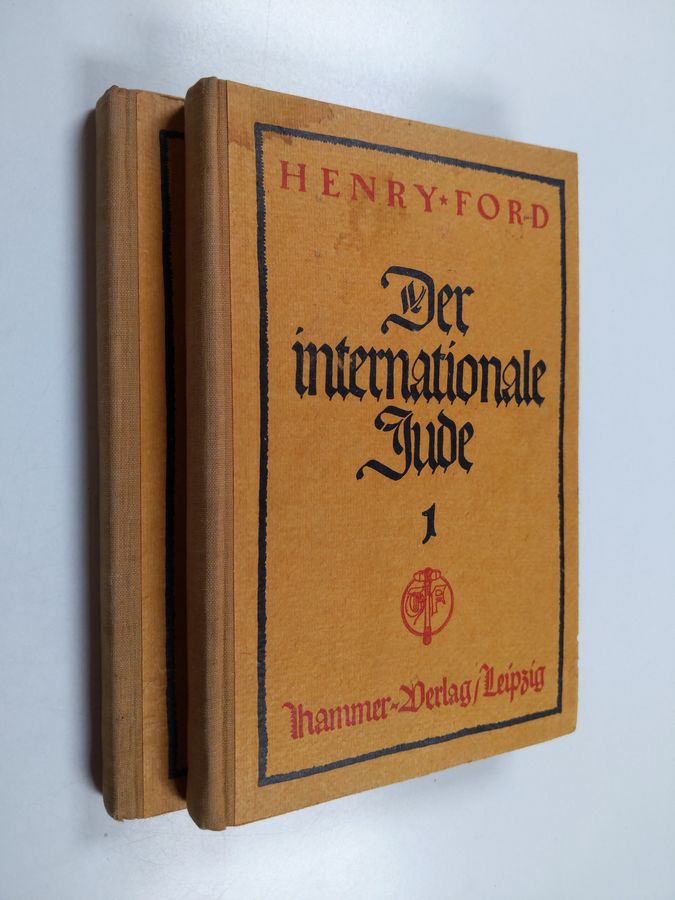 HENRY★FORD
Der
internationale
Jude
1
Hammer-Verlag/Leipzig